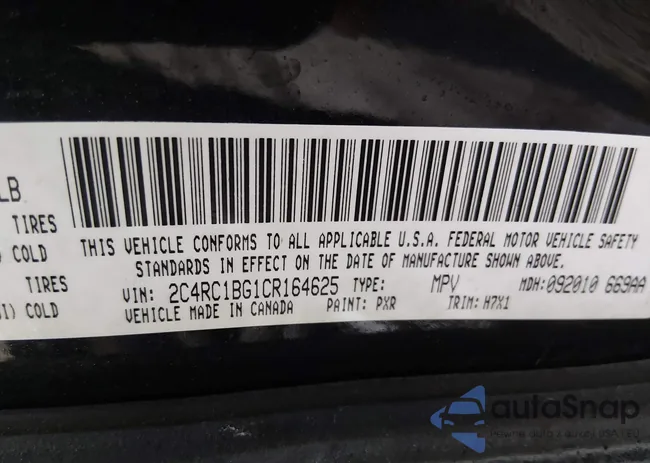 LB
TIRES
) COLD
TIRES
I) COLD
THIS VEHICLE CONFORMS TO ALL APPLICABLE U.S.A. FEDERAL MOTOR VEHICLE SAFETY
STANDARDS IN EFFECT ON THE DATE OF MANUFACTURE SHOWN ABOVE.
VIN: 2C4RC1BG1CR164625 TYPE: MPV MDH: 092010 669AA
VEHICLE MADE IN CANADA PAINT: PXR TRIM: H7X1
autoSnap